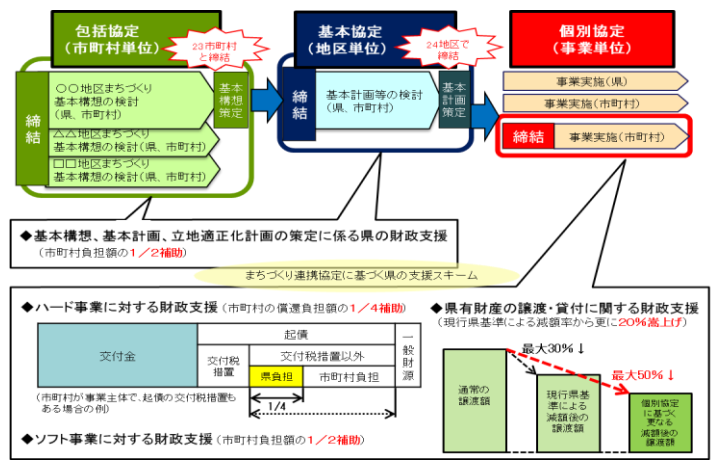 包括協定
(市町村単位)
23市町村
と締結
締結
○○地区まちづくり
基本構想の検討
(県、市町村)
△△地区まちづくり
基本構想の検討(県、市町村)
□□地区まちづくり
基本構想の検討(県、市町村)
基本構想策定
基本協定
(地区単位)
24地区で
締結
締結
基本計画等の検討
(県、市町村)
基本計画策定
個別協定
(事業単位)
事業実施(県)
事業実施(市町村)
締結
事業実施(市町村)
◆基本構想、基本計画、立地適正化計画の策定に係る県の財政支援
(市町村負担額の1/2補助)
まちづくり連携協定に基づく県の支援スキーム
◆ハード事業に対する財政支援(市町村の償還負担額の1/4補助)
交付金
起債
一般財源
交付税
措置
交付税措置以外
県負担
市町村負担
1/4
(市町村が事業主体で、起債の交付税措置も
ある場合の例)
◆ソフト事業に対する財政支援(市町村負担額の1/2補助)
◆県有財産の譲渡・貸付に関する財政支援
(現行県基準による減額率から更に20%嵩上げ)
最大30%↓
最大50%↓
通常の
譲渡額
現行県基
準による
減額後の
譲渡額
個別協定
に基づく
更なる
減額後の
譲渡額